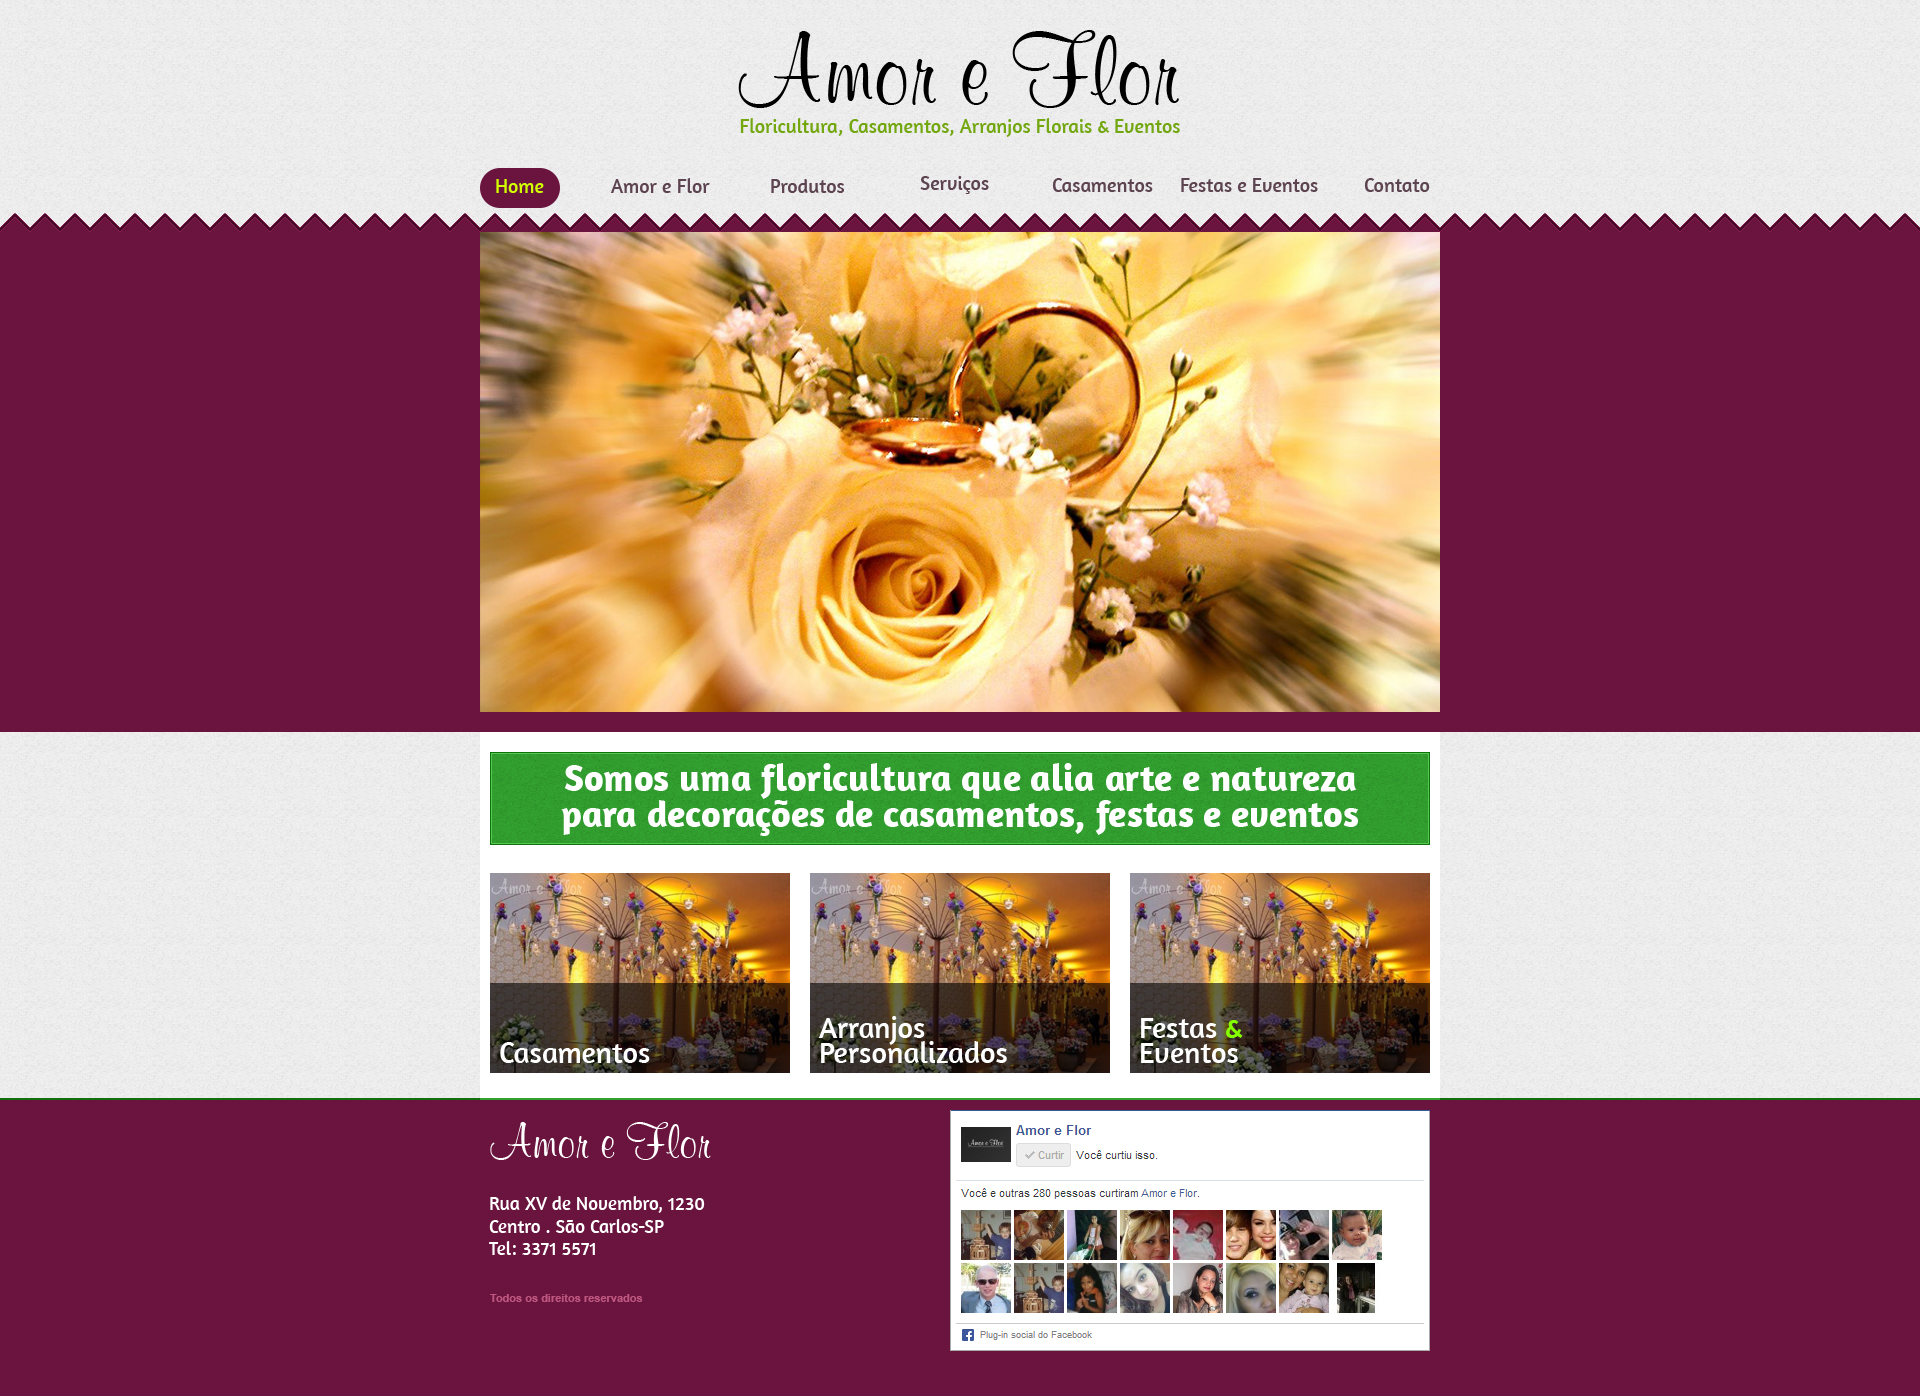 Amor e Flor
Floricultura, Casamentos, Arranjos Florais & Eventos
Home
Amor e Flor
Produtos
Serviços
Casamentos
Festas e Eventos
Contato
Somos uma floricultura que alia arte e natureza
para decorações de casamentos, festas e eventos
Amor e Flor
Casamentos
Amor e Flor
Arranjos
Personalizados
Amor e Flor
Festas &
Eventos
Amor e Flor
Rua XV de Novembro, 1230
Centro . São Carlos-SP
Tel: 3371 5571
Todos os direitos reservados
Amor e Flor
Amor e Flor
Curtir
Você curtiu isso.
Você e outras 280 pessoas curtiram Amor e Flor.
Plug-in social do Facebook